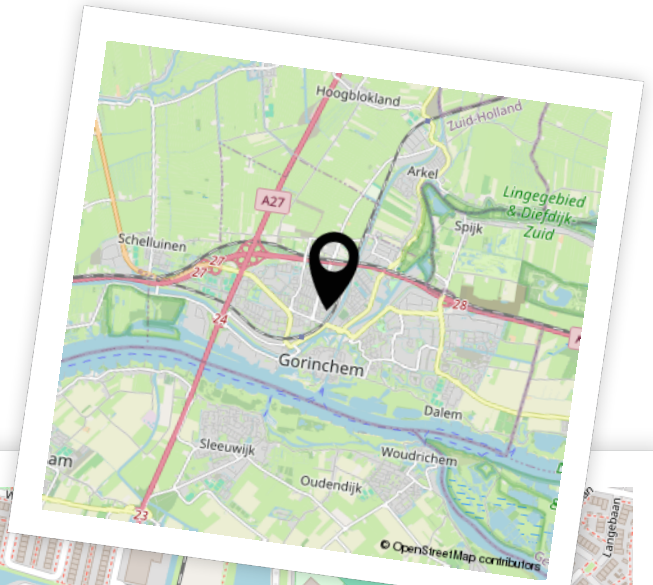 Hoogblokland
Zuid-Holland
Arkel
A27
Lingegebied
& Diefdijk-
Zuid
Spijk
Schelluinen
27
27
28
24
Gorinchem
Dalem
Sleeuwijk
Woudrichem
am
Oudendijk
23
© OpenStreetMap contributors
Langebaan